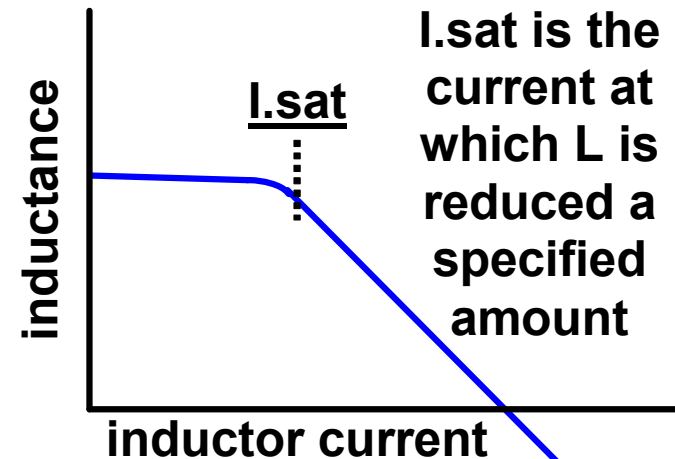 I.sat is the
current at
which L is
reduced a
specified
amount
I.sat
inductance
inductor current